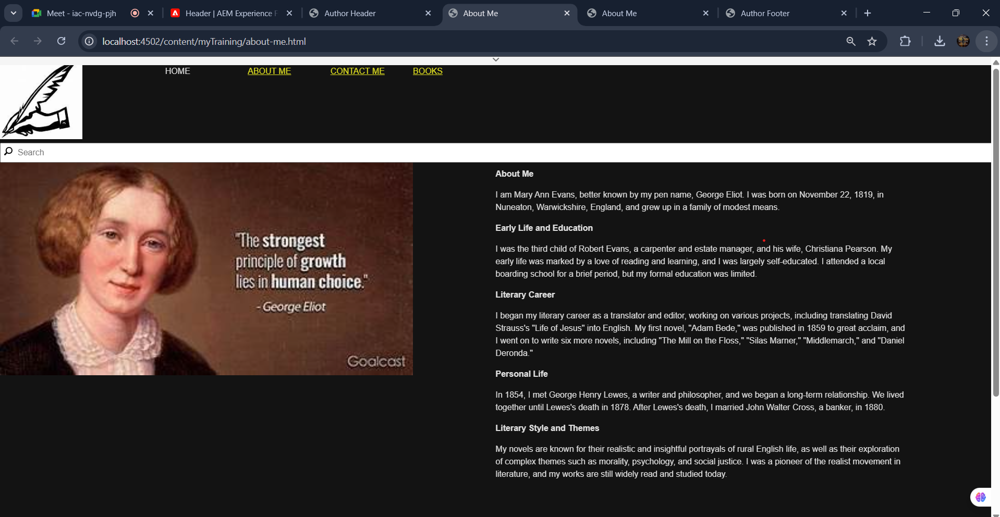 Meet - iac-nvdg-pjh
Header | AEM Experience F
Author Header
About Me
About Me
Author Footer
localhost:4502/content/myTraining/about-me.html
HOME ABOUT ME CONTACT ME BOOKS
Search
"The strongest
principle of growth
lies in human choice."
- George Eliot
Goalcast
About Me
I am Mary Ann Evans, better known by my pen name, George Eliot. I was born on November 22, 1819, in
Nuneaton, Warwickshire, England, and grew up in a family of modest means.
Early Life and Education
I was the third child of Robert Evans, a carpenter and estate manager, and his wife, Christiana Pearson. My
early life was marked by a love of reading and learning, and I was largely self-educated. I attended a local
boarding school for a brief period, but my formal education was limited.
Literary Career
I began my literary career as a translator and editor, working on various projects, including translating David
Strauss's "Life of Jesus" into English. My first novel, "Adam Bede," was published in 1859 to great acclaim, and
I went on to write six more novels, including "The Mill on the Floss," "Silas Marner," "Middlemarch," and "Daniel
Deronda."
Personal Life
In 1854, I met George Henry Lewes, a writer and philosopher, and we began a long-term relationship. We lived
together until Lewes's death in 1878. After Lewes's death, I married John Walter Cross, a banker, in 1880.
Literary Style and Themes
My novels are known for their realistic and insightful portrayals of rural English life, as well as their exploration
of complex themes such as morality, psychology, and social justice. I was a pioneer of the realist movement in
literature, and my works are still widely read and studied today.